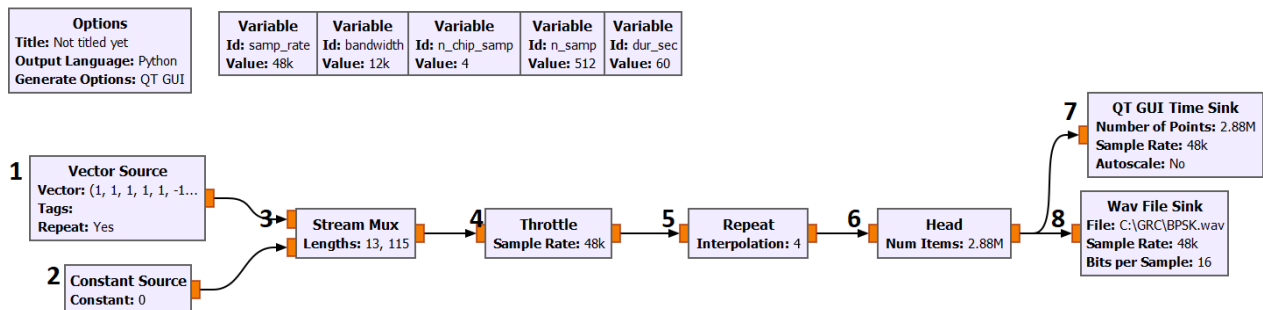 Options
Title: Not titled yet
Output Language: Python
Generate Options: QT GUI
Variable
Id: samp_rate
Value: 48k
Variable
Id: bandwidth
Value: 12k
Variable
Id: n_chip_samp
Value: 4
Variable
Id: n_samp
Value: 512
Variable
Id: dur_sec
Value: 60
1
Vector Source
Vector: (1, 1, 1, 1, 1, -1...
Tags:
Repeat: Yes
2
Constant Source
Constant: 0
3
Stream Mux
Lengths: 13, 115
4
Throttle
Sample Rate: 48k
5
Repeat
Interpolation: 4
6
Head
Num Items: 2.88M
7
QT GUI Time Sink
Number of Points: 2.88M
Sample Rate: 48k
Autoscale: No
8
Wav File Sink
File: C:\GRC\BPSK.wav
Sample Rate: 48k
Bits per Sample: 16